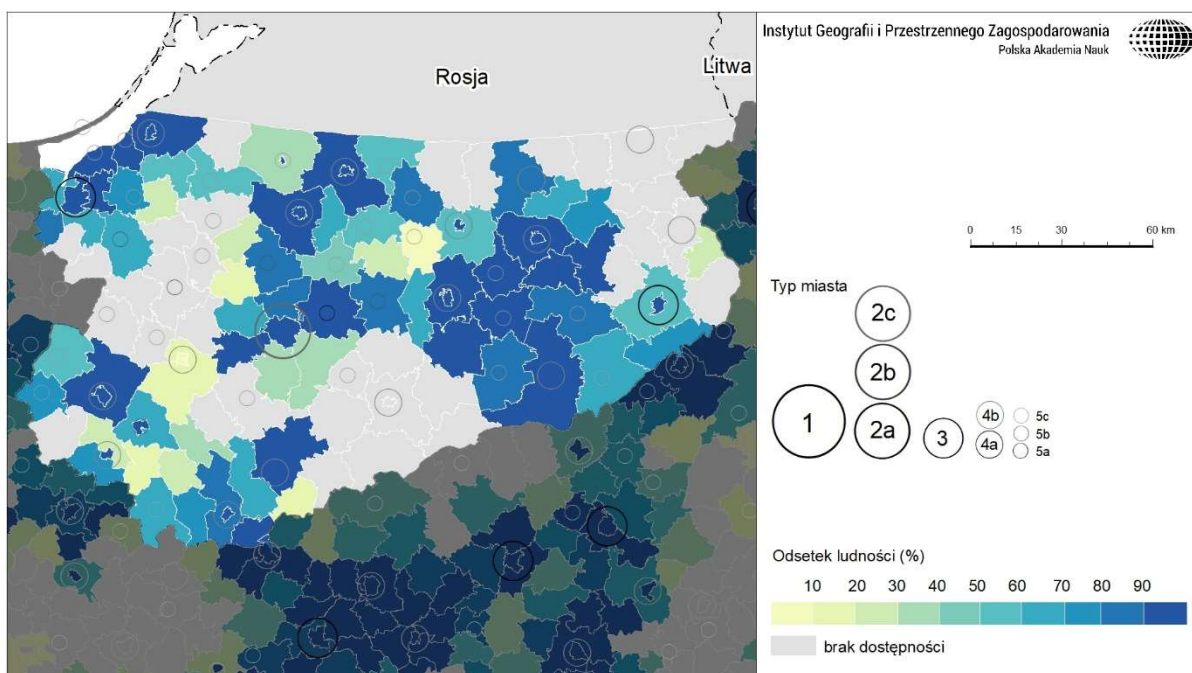 Rosja
Litwa
Instytut Geografii i Przestrzennego Zagospodarowania
Polska Akademia Nauk
0 15 30 60 km
Typ miasta
2c
2b
1
2a
3
4b
4a
5c
5b
5a
Odsetek ludności (%)
10 20 30 40 50 60 70 80 90
brak dostępności